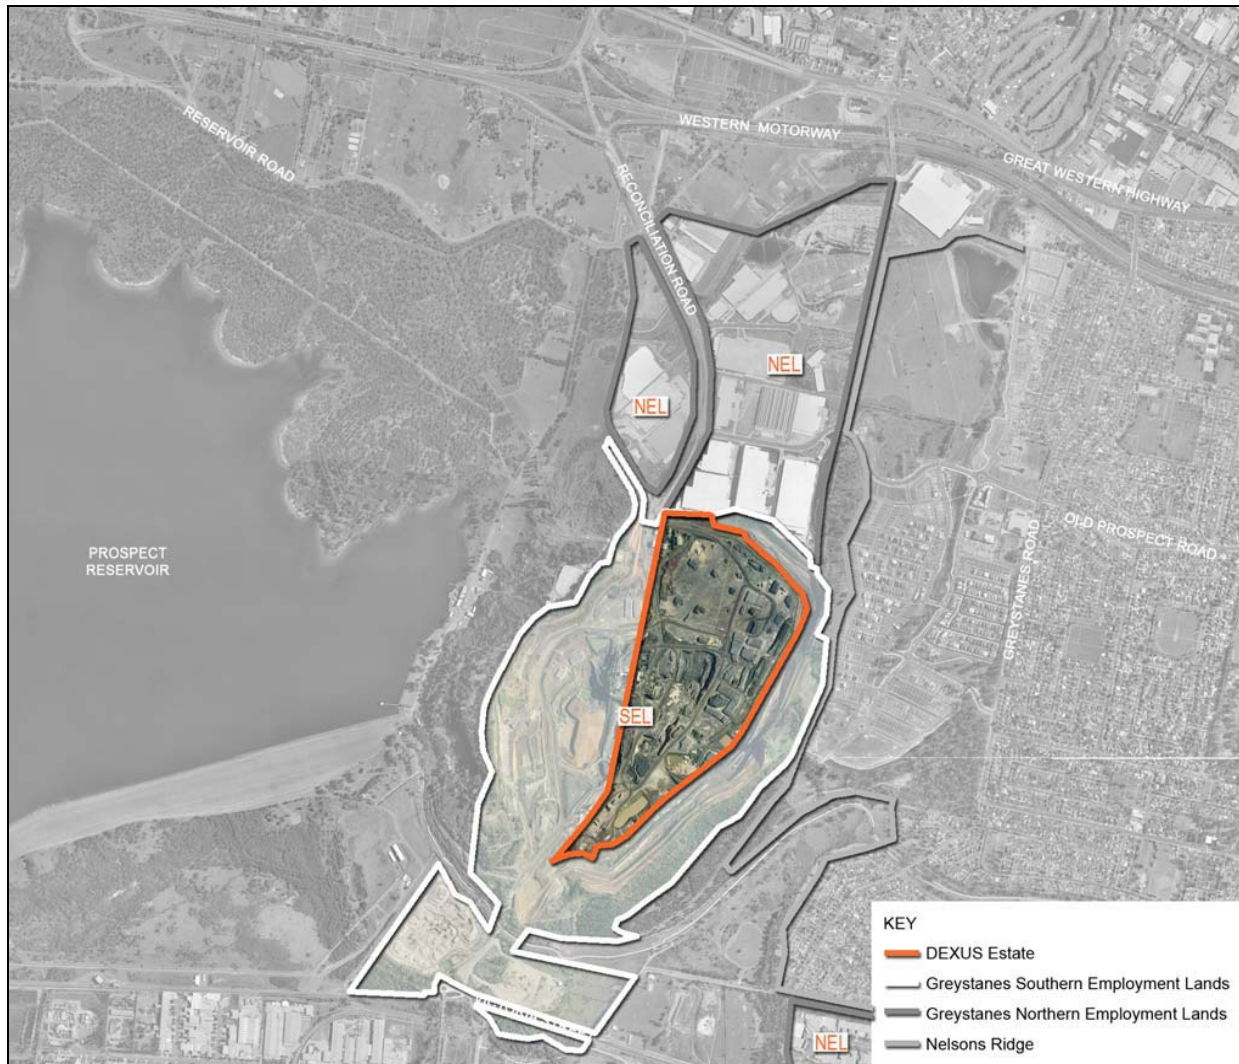 WESTERN MOTORWAY
RESERVOIR ROAD
GREAT WESTERN HIGHWAY
RECONCILIATION ROAD
NEL
NEL
OLD PROSPECT ROAD
GREYSTANES ROAD
PROSPECT
RESERVOIR
SEL
KEY
DEXUS Estate
Greystanes Southern Employment Lands
Greystanes Northern Employment Lands
Nelsons Ridge
NEL